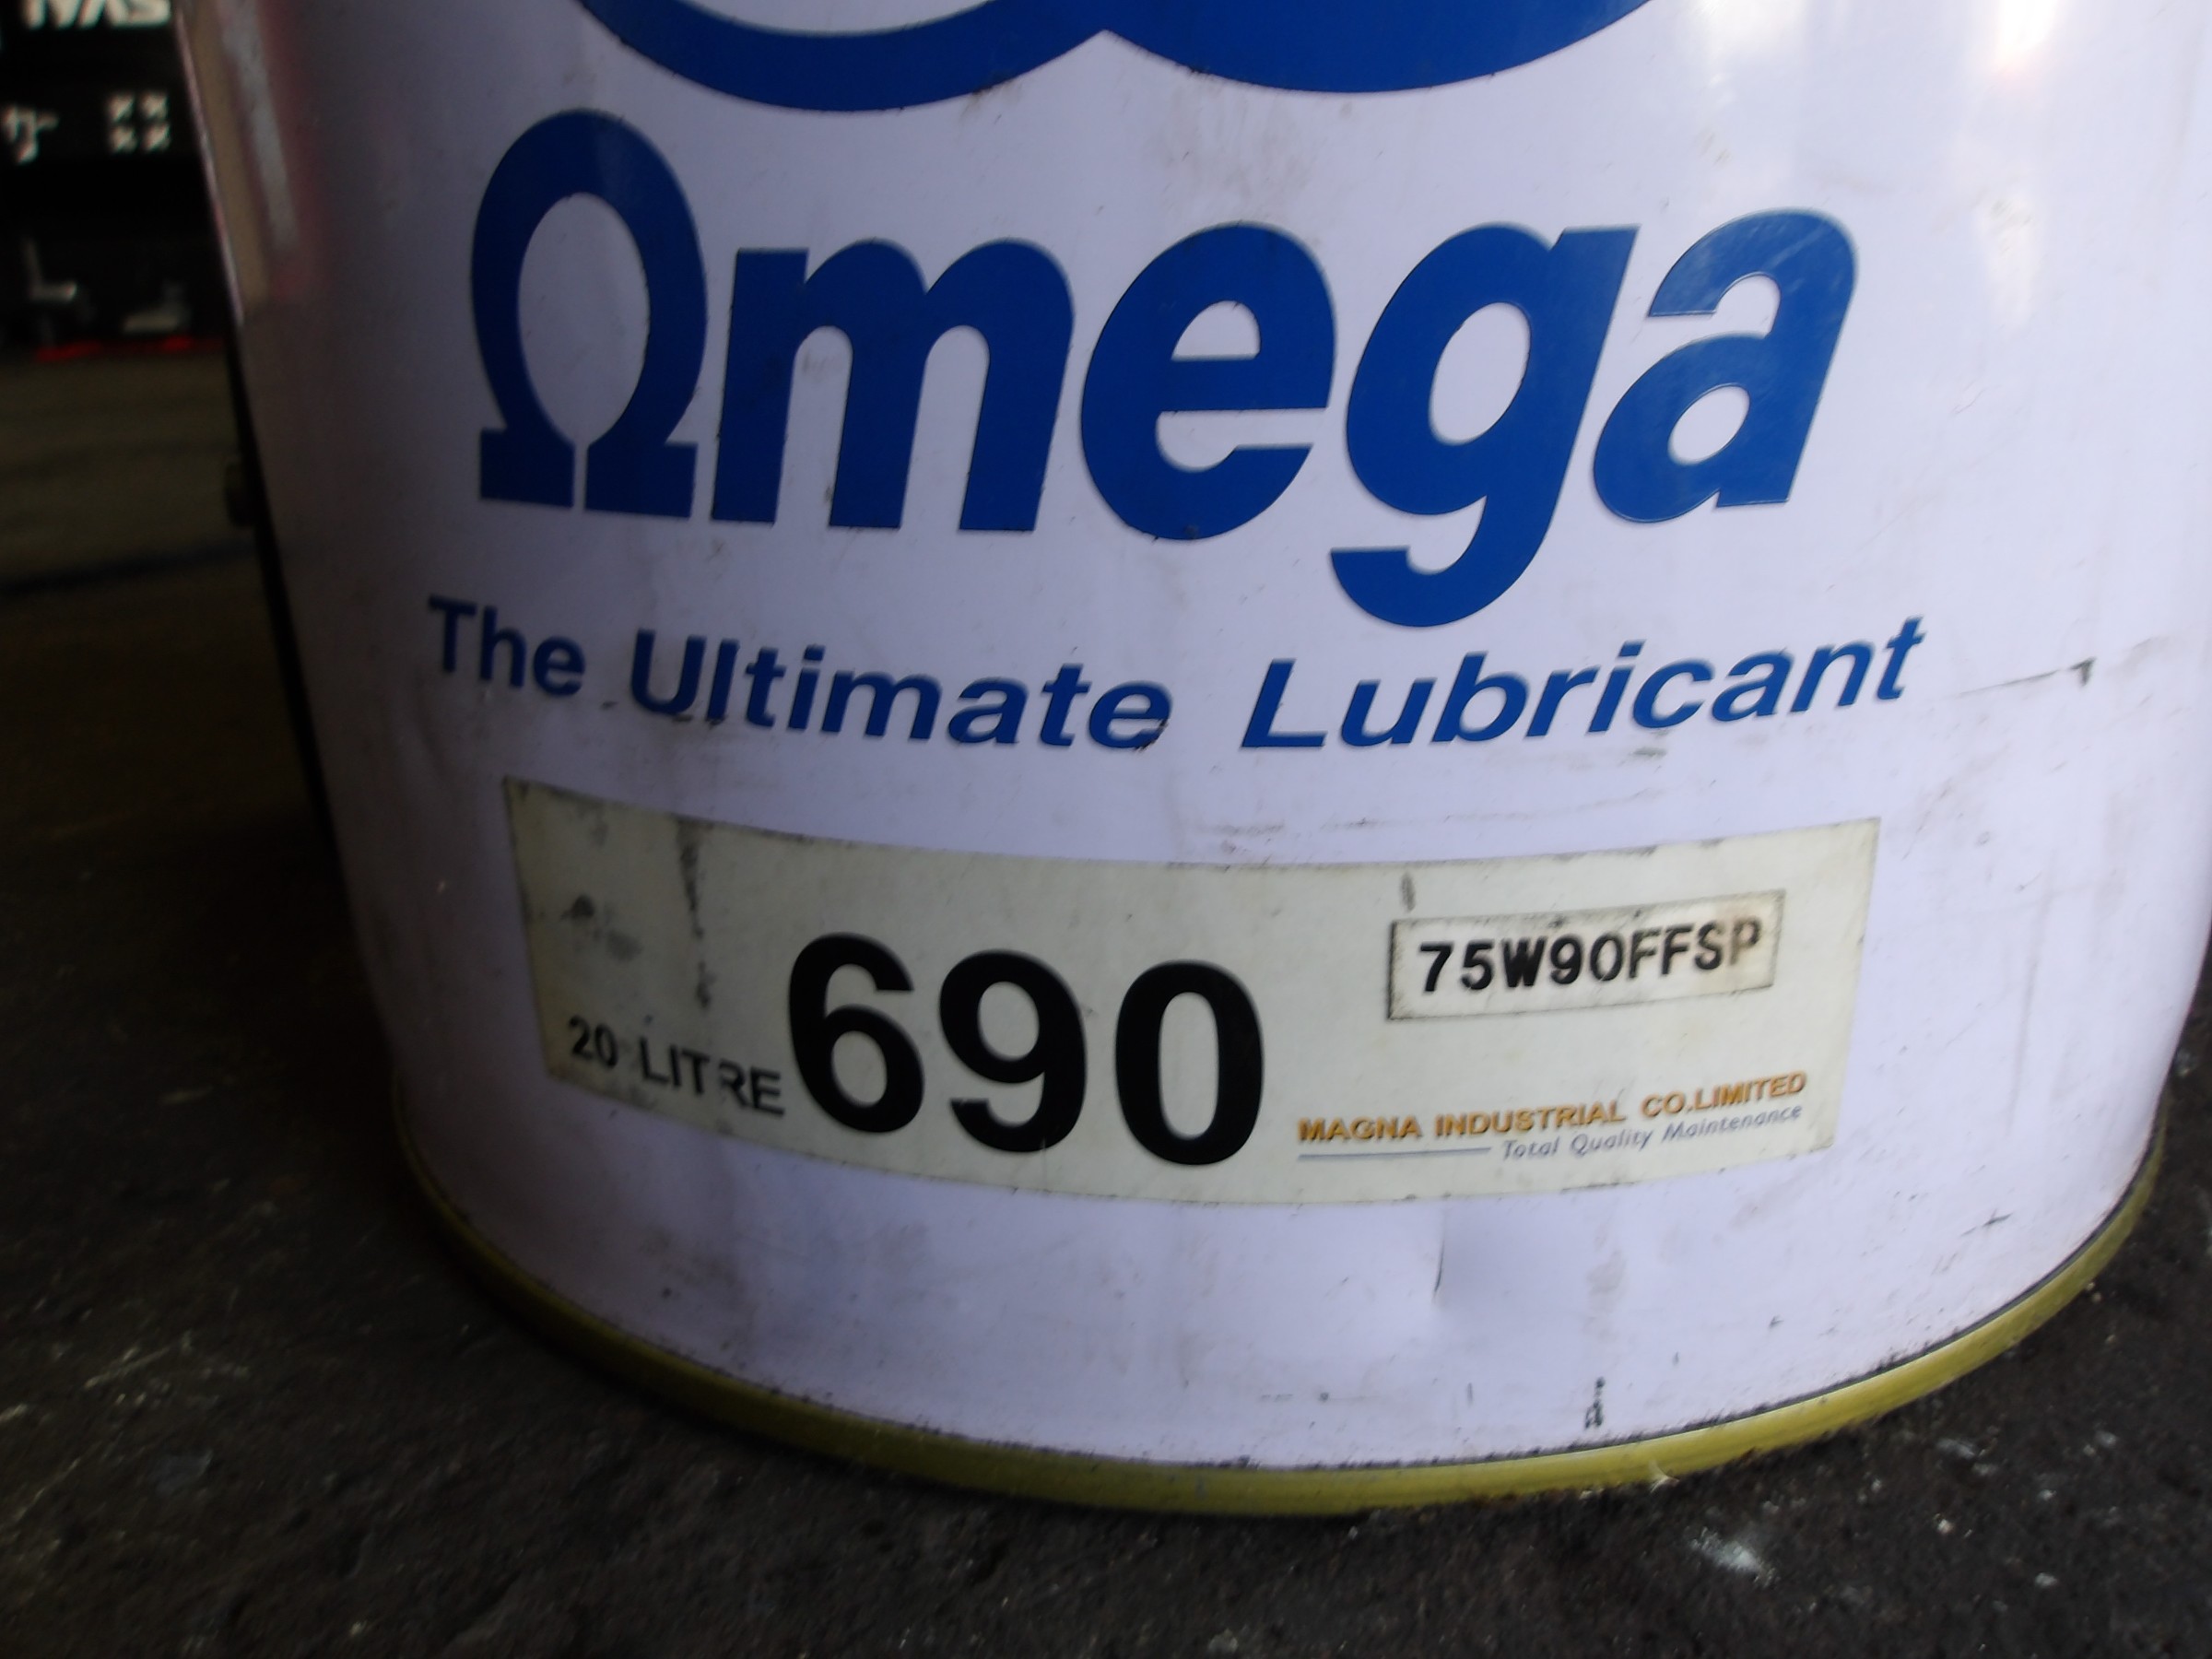 Ωmega
The Ultimate Lubricant
75W90FFSP
20 LITRE 690
MAGNA INDUSTRIAL CO.LIMITED
Total Quality Maintenance